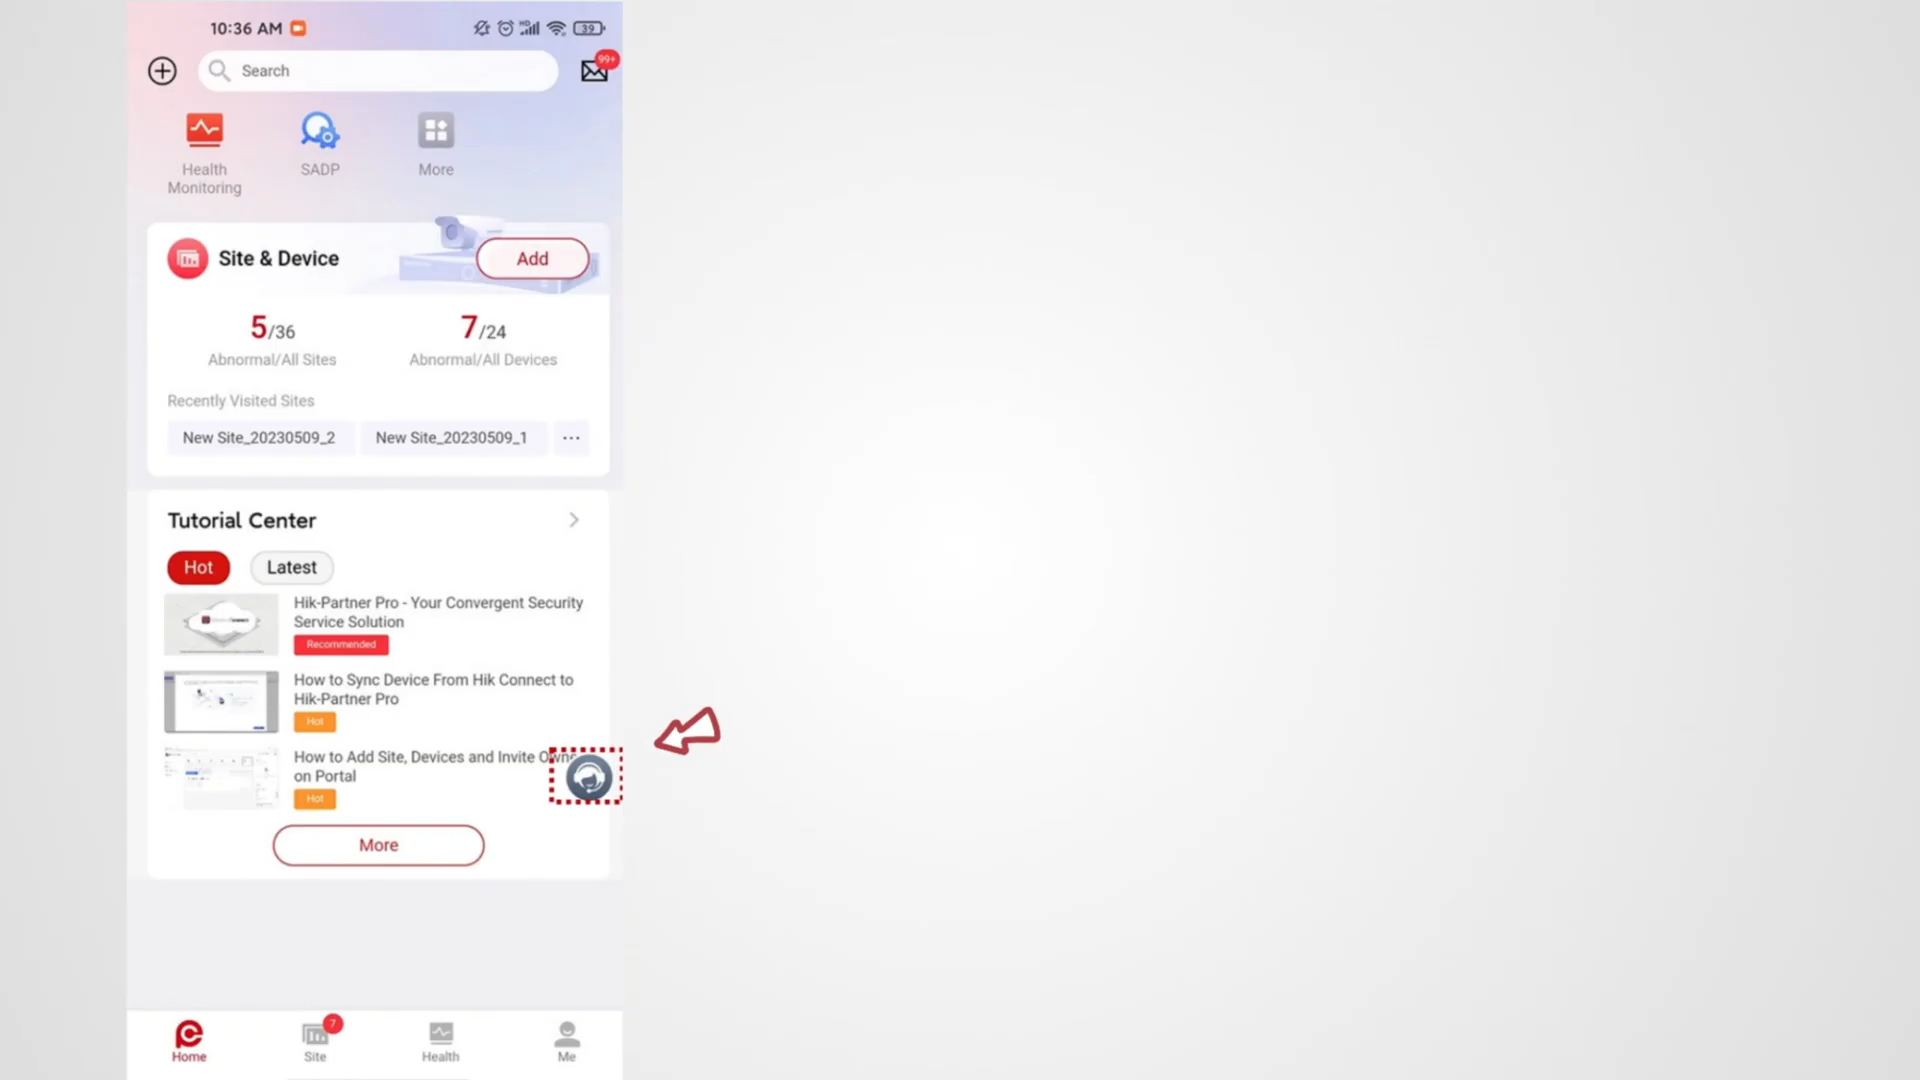 10:36 AM
HD
39
Search
99+
Health
Monitoring
SADP
More
Site & Device
Add
5/36
7/24
Abnormal/All Sites
Abnormal/All Devices
Recently Visited Sites
New Site_20230509_2
New Site_20230509_1
...
Tutorial Center
Hot
Latest
Hik-Partner Pro - Your Convergent Security
Service Solution
Recommended
How to Sync Device From Hik Connect to
Hik-Partner Pro
Hot
How to Add Site, Devices and Invite Owne
on Portal
Hot
More
Home
7
Site
Health
Me